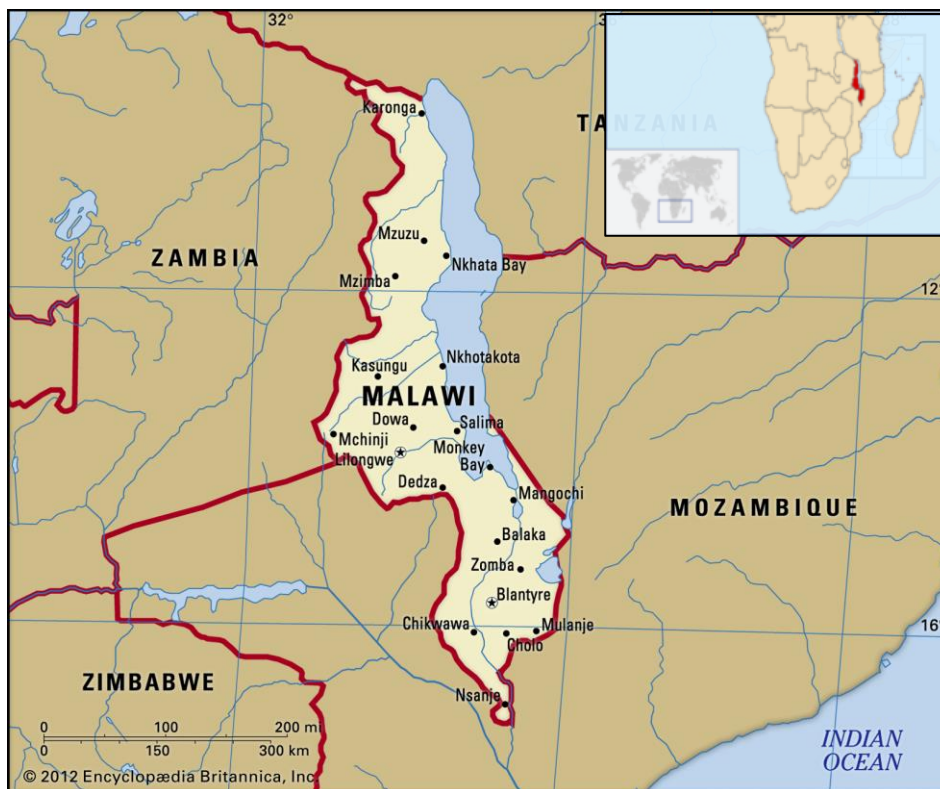 32°
Karonga
TANZANIA
ZAMBIA
Mzuzu
Nkhata Bay
Mzimba
12°
Nkhotakota
Kasungu
MALAWI
Dowa
Salima
Mchinji
Monkey
Bay
Lilongwe
Dedza
Mangochi
MOZAMBIQUE
Balaka
Zomba
Blantyre
Chikwawa
Mulanje
Cholo
16°
ZIMBABWE
Nsanje
0 100 200 mi
0 150 300 km
INDIAN
OCEAN
© 2012 Encyclopædia Britannica, Inc.